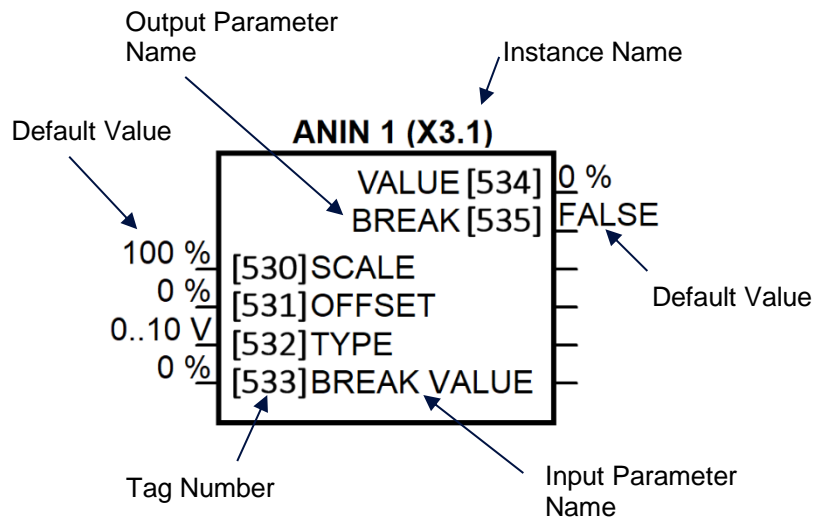 Output Parameter
Name
Instance Name
Default Value
ANIN 1 (X3.1)
VALUE [534] 0 %
BREAK [535] FALSE
100 % [530] SCALE
0 % [531] OFFSET
Default Value
0..10 V [532] TYPE
0 % [533] BREAK VALUE
Tag Number
Input Parameter
Name